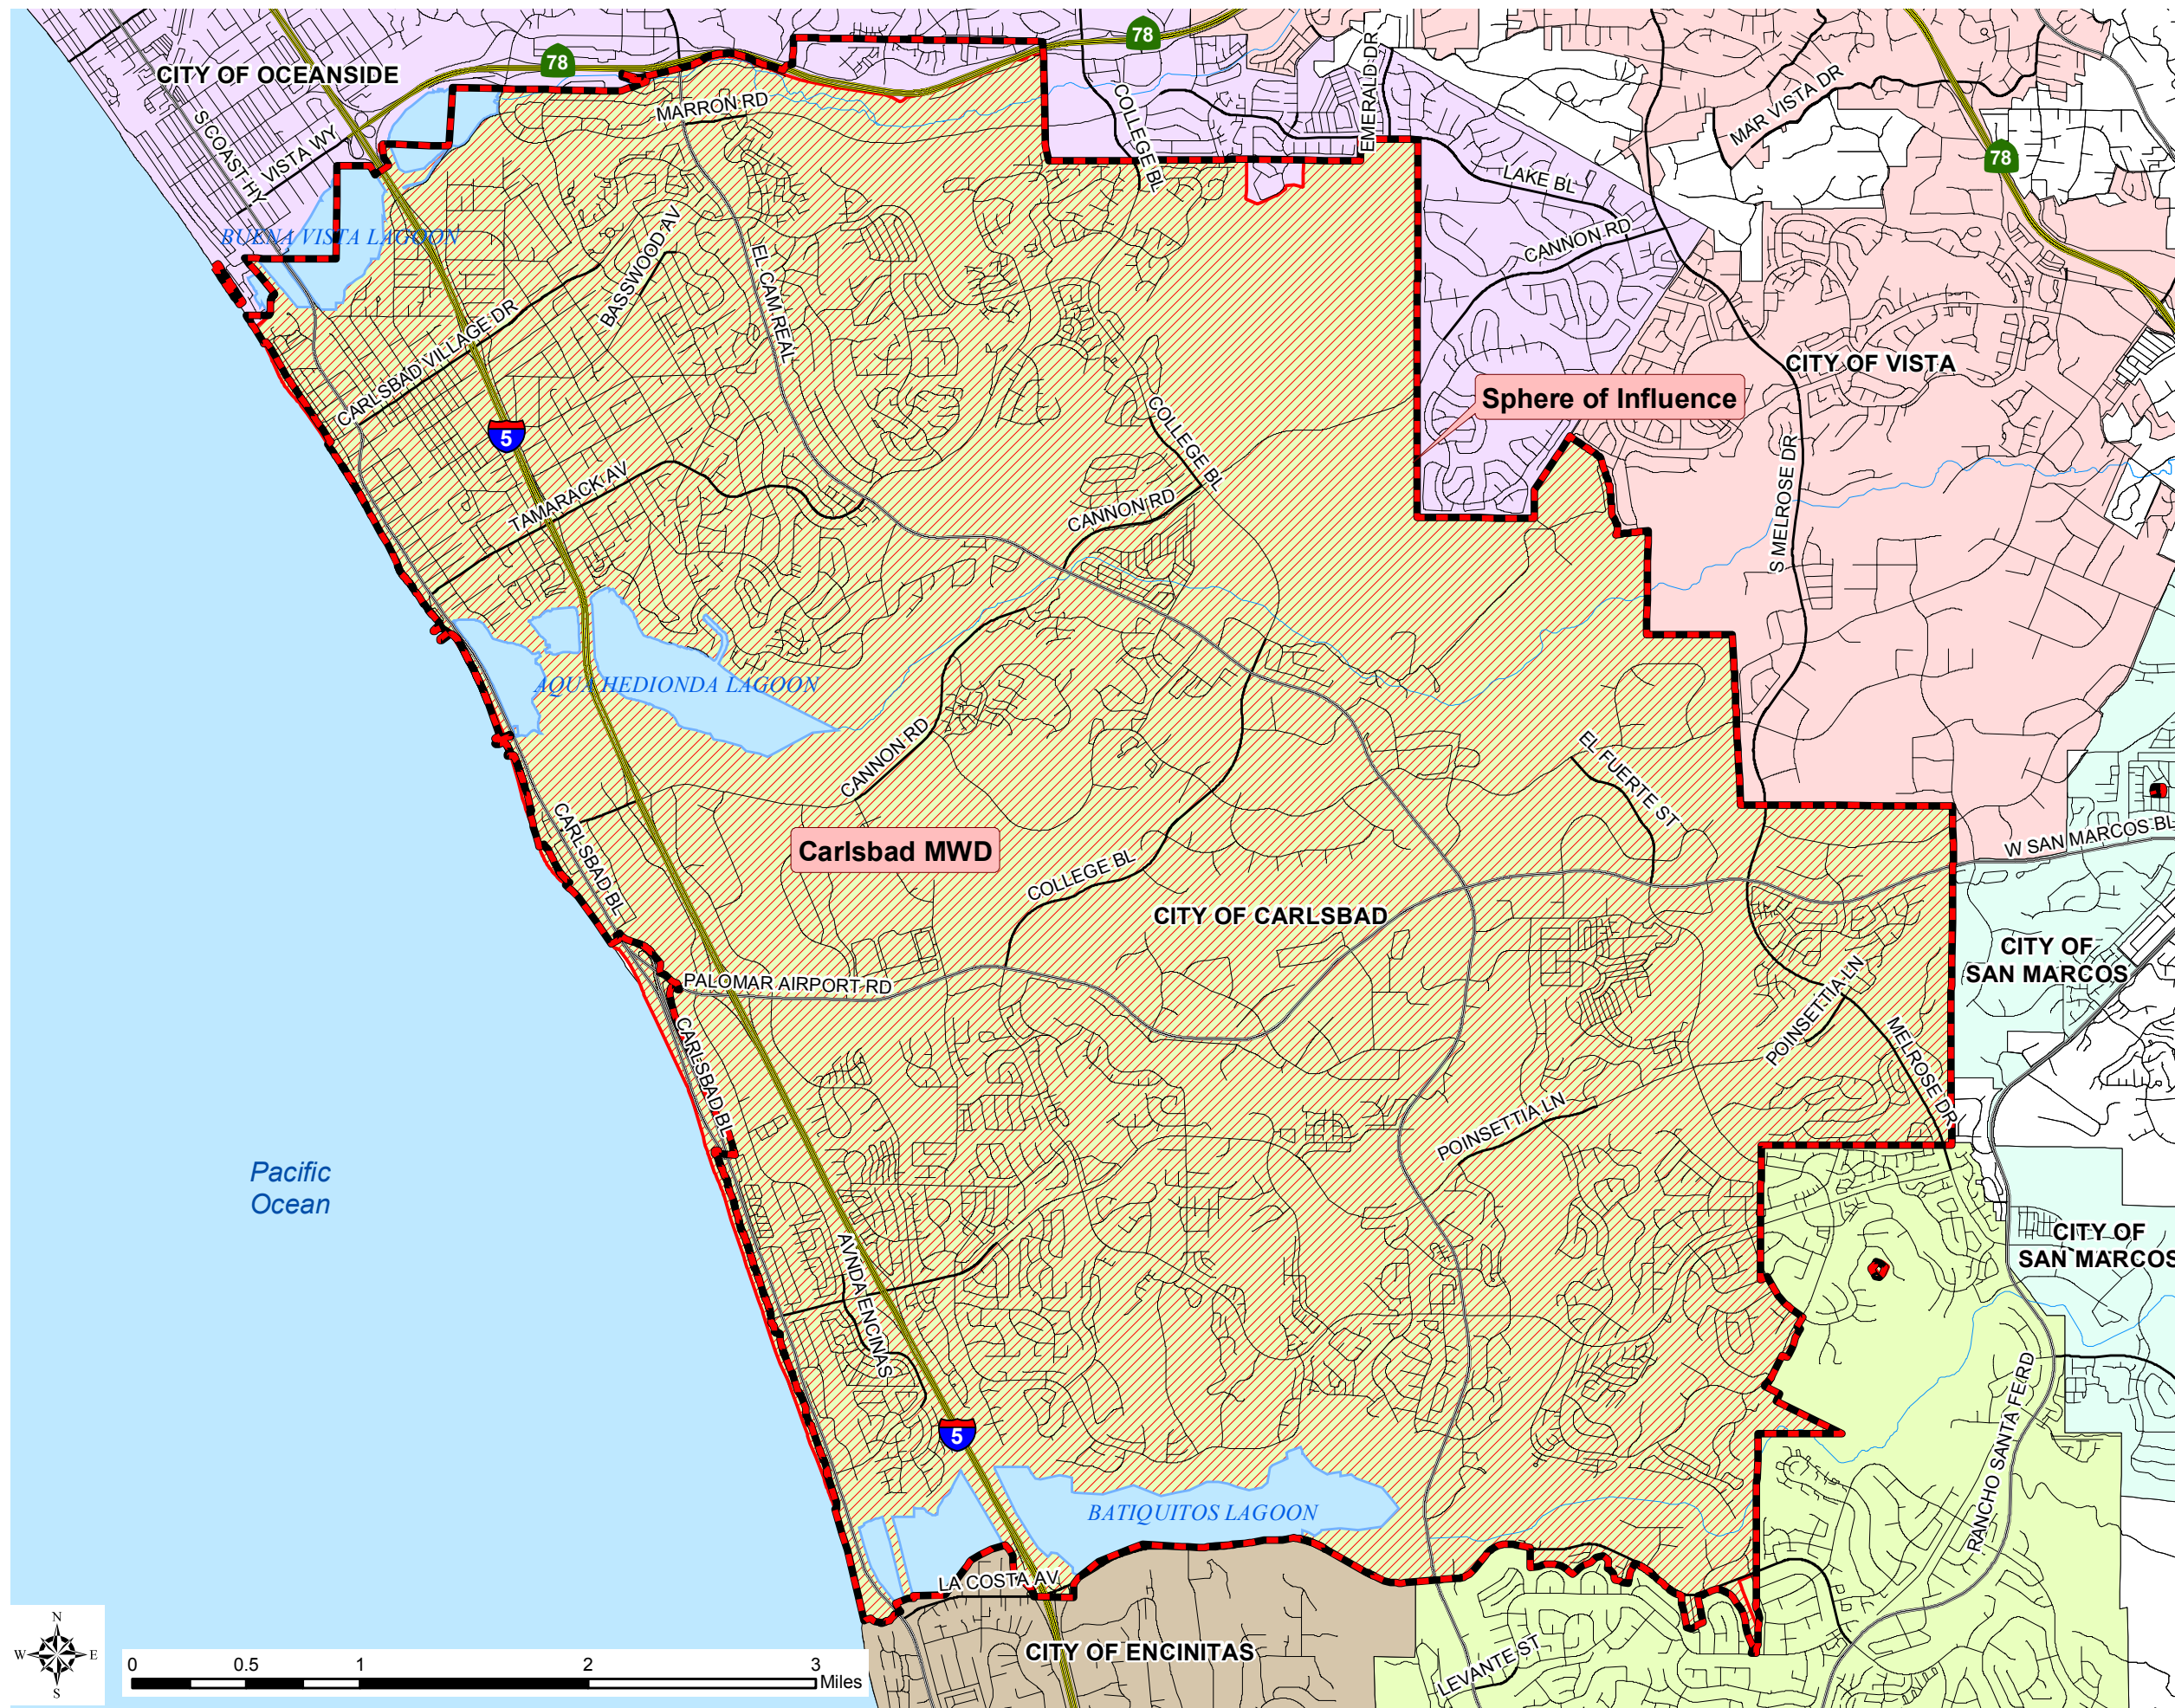 78
CITY OF OCEANSIDE
78
EMERALD DR
MAR VISTA DR
S COAST HY
VISTA WY
MARRON RD
COLLEGE BL
78
LAKE BL
BUENA VISTA LAGOON
BASSWOOD AV
EL CAM REAL
CANNON RD
CARLSBAD VILLAGE DR
CITY OF VISTA
Sphere of Influence
5
COLLEGE BL
TAMARACK AV
CANNON RD
S MELROSE DR
AQUA HEDIONDA LAGOON
CANNON RD
EL FUERTE ST
CARLSBAD BL
Carlsbad MWD
COLLEGE BL
W SAN MARCOS BL
CITY OF CARLSBAD
CITY OF
SAN MARCOS
PALOMAR AIRPORT RD
POINSETTIA LN
CARLSBAD BL
MELROSE DR
POINSETTIA LN
Pacific
Ocean
CITY OF
SAN MARCOS
AVNDA ENCINAS
5
RANCHO SANTA FE RD
BATIQUITOS LAGOON
LA COSTA AV
CITY OF ENCINITAS
LEVANTE ST
N
W E
S
0 0.5 1 2 3
Miles